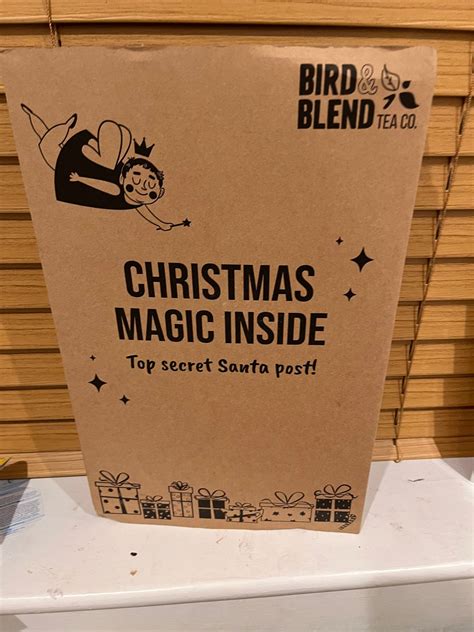 BIRD&
BLEND TEA CO.
CHRISTMAS
MAGIC INSIDE
Top secret Santa post!